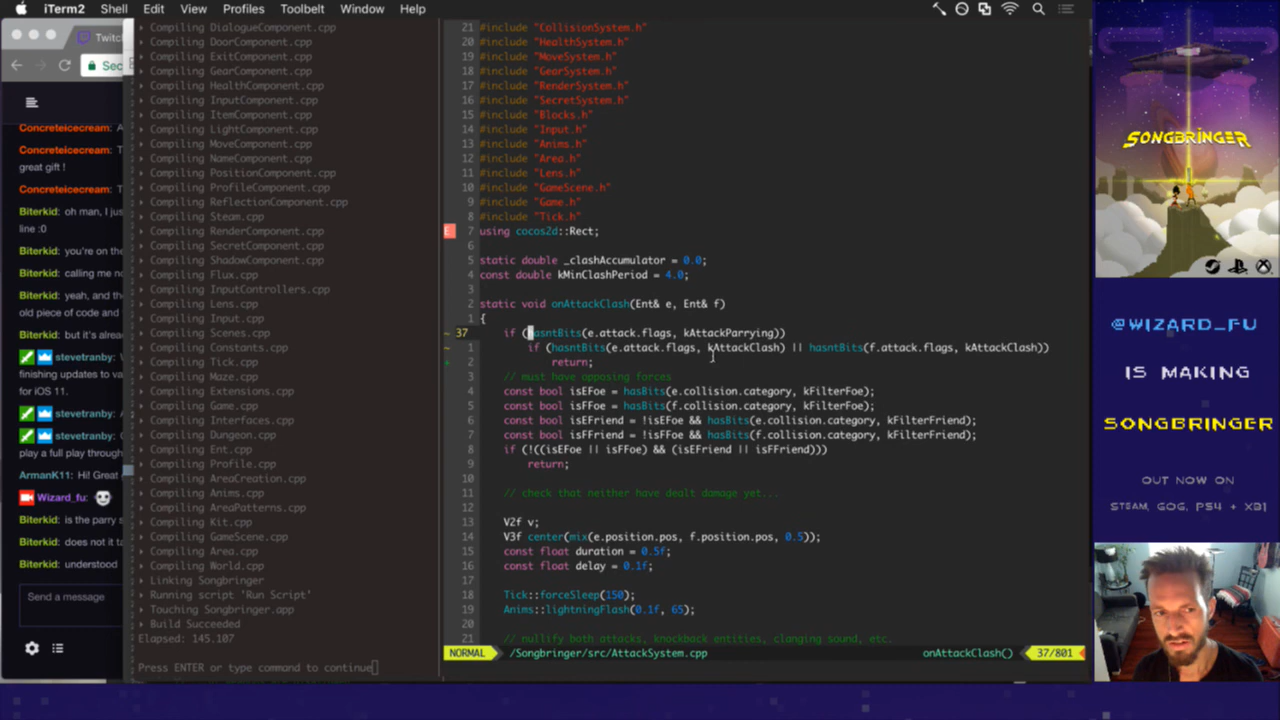 iTerm2 Shell Edit View Profiles Toolbelt Window Help
Twitch
Sec
Concreteicecream: A
Concreteicecream: T
great gift !
Concreteicecream: T
Biterkid: oh man, I jus
line :0
Biterkid: you're on the
Biterkid: calling me no
Biterkid: yeah, and the
old piece of code and
Biterkid: but it's alread
stevetranby:
finishing updates to va
for iOS 11.
stevetranby:
stevetranby:
play a full play through
ArmanK11: Hi! Great
Wizard_fu:
Biterkid: is the parry s
Biterkid: does not it ta
Biterkid: understood
Send a message
Compiling DialogueComponent.cpp
Compiling DoorComponent.cpp
Compiling ExitComponent.cpp
Compiling GearComponent.cpp
Compiling HealthComponent.cpp
Compiling InputComponent.cpp
Compiling ItemComponent.cpp
Compiling LightComponent.cpp
Compiling MoveComponent.cpp
Compiling NameComponent.cpp
Compiling PositionComponent.cpp
Compiling ProfileComponent.cpp
Compiling ReflectionComponent.cpp
Compiling Steam.cpp
Compiling RenderComponent.cpp
Compiling SecretComponent.cpp
Compiling ShadowComponent.cpp
Compiling Flux.cpp
Compiling InputControllers.cpp
Compiling Lens.cpp
Compiling Input.cpp
Compiling Scenes.cpp
Compiling Constants.cpp
Compiling Tick.cpp
Compiling Maze.cpp
Compiling Extensions.cpp
Compiling Game.cpp
Compiling Interfaces.cpp
Compiling Dungeon.cpp
Compiling Ent.cpp
Compiling Profile.cpp
Compiling AreaCreation.cpp
Compiling Anims.cpp
Compiling AreaPatterns.cpp
Compiling Kit.cpp
Compiling GameScene.cpp
Compiling Area.cpp
Compiling World.cpp
Linking Songbringer
Running script 'Run Script'
Touching Songbringer.app
Build Succeeded
Elapsed: 145.107
Press ENTER or type command to continue
21 #include "CollisionSystem.h"
20 #include "HealthSystem.h"
19 #include "MoveSystem.h"
18 #include "GearSystem.h"
17 #include "RenderSystem.h"
16 #include "SecretSystem.h"
15 #include "Blocks.h"
14 #include "Input.h"
13 #include "Anims.h"
12 #include "Area.h"
11 #include "Lens.h"
10 #include "GameScene.h"
9 #include "Game.h"
8 #include "Tick.h"
E 7 using cocos2d::Rect;
6
5 static double _clashAccumulator = 0.0;
4 const double kMinClashPeriod = 4.0;
3
2 static void onAttackClash(Ent& e, Ent& f)
1 {
~ 37 if (hasntBits(e.attack.flags, kAttackParrying))
~ 1 if (hasntBits(e.attack.flags, kAttackClash) || hasntBits(f.attack.flags, kAttackClash))
+ 2 return;
3 // must have opposing forces
4 const bool isEFoe = hasBits(e.collision.category, kFilterFoe);
5 const bool isFFoe = hasBits(f.collision.category, kFilterFoe);
6 const bool isEFriend = !isEFoe && hasBits(e.collision.category, kFilterFriend);
7 const bool isFFriend = !isFFoe && hasBits(f.collision.category, kFilterFriend);
8 if (!((isEFoe || isFFoe) && (isEFriend || isFFriend)))
9 return;
10
11 // check that neither have dealt damage yet...
12
13 V2f v;
14 V3f center(mix(e.position.pos, f.position.pos, 0.5));
15 const float duration = 0.5f;
16 const float delay = 0.1f;
17
18 Tick::forceSleep(150);
19 Anims::lightningFlash(0.1f, 65);
20
21 // nullify both attacks, knockback entities, clanging sound, etc.
NORMAL /Songbringer/src/AttackSystem.cpp onAttackClash() 37/801
SONGBRINGER
@WIZARD_FU
IS MAKING
SONGBRINGER
OUT NOW ON
STEAM, GOG, PS4 + XB1